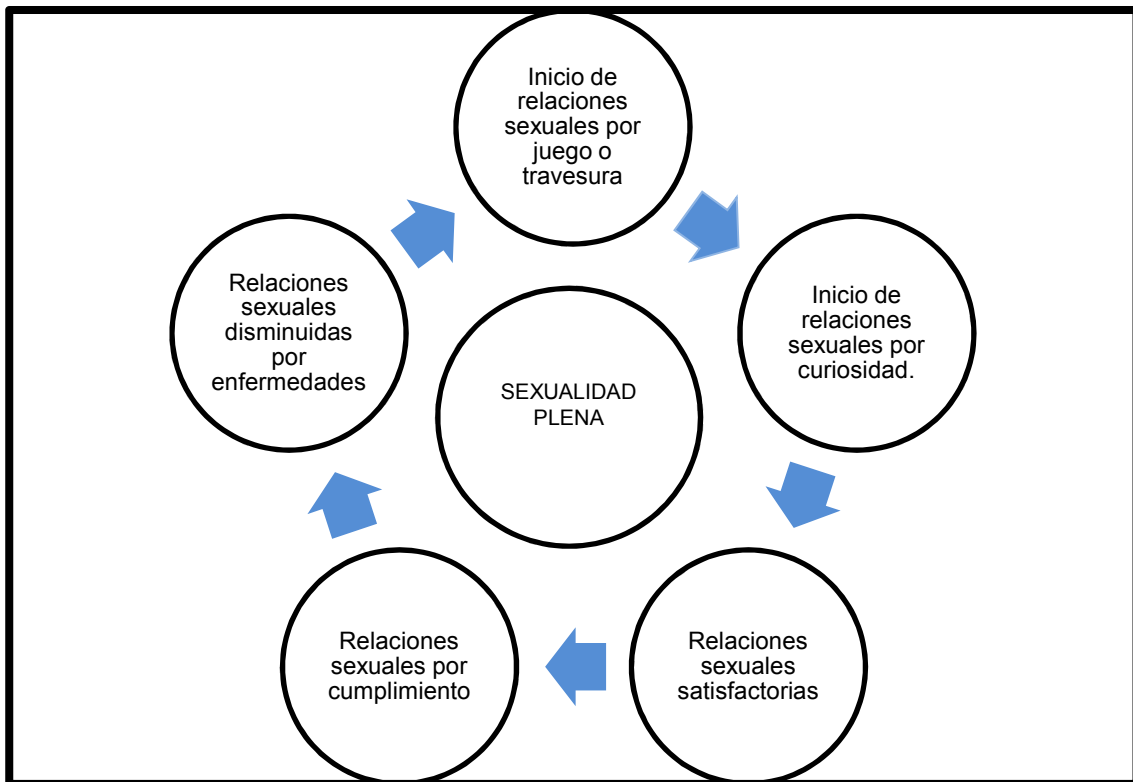 Inicio de
relaciones
sexuales por
juego o
travesura
Inicio de
relaciones
sexuales por
curiosidad.
Relaciones
sexuales
satisfactorias
Relaciones
sexuales por
cumplimiento
Relaciones
sexuales
disminuidas
por
enfermedades
SEXUALIDAD
PLENA